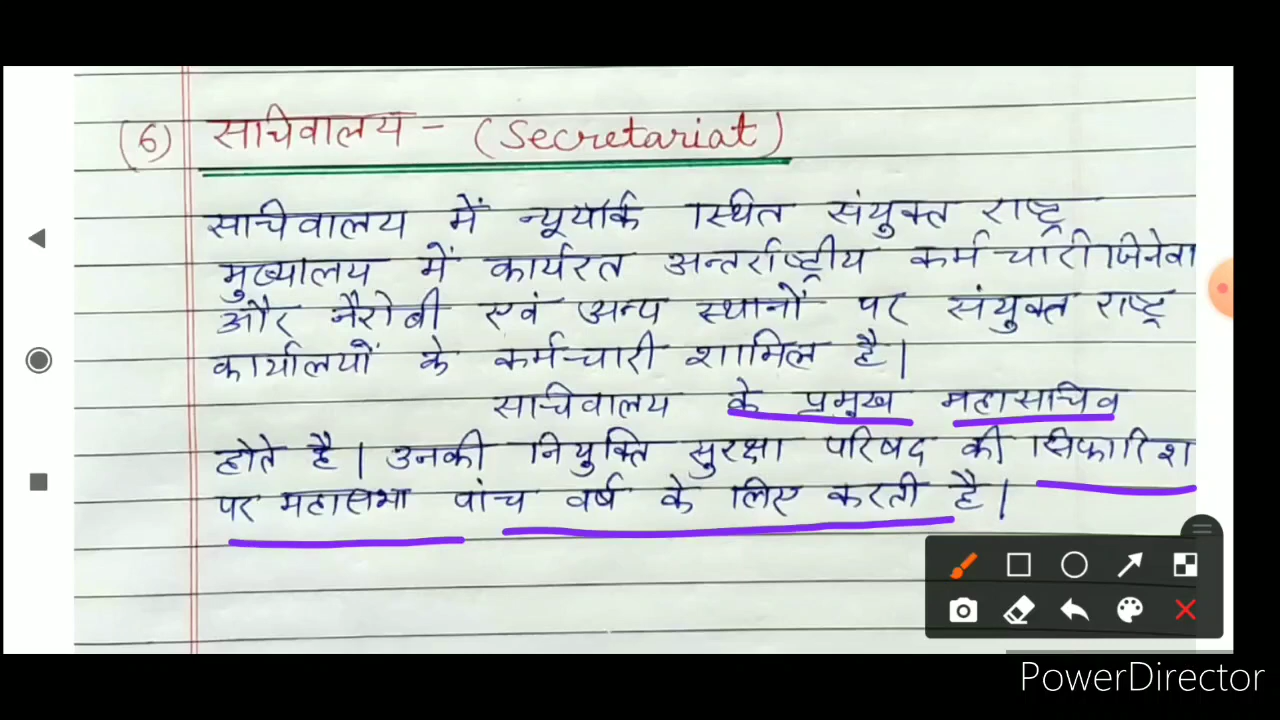 (6) सचिवालय - (Secretariat)
सचिवालय में न्यूयॉर्क स्थित संयुक्त राष्ट्र
मुख्यालय में कार्यरत अन्तर्राष्ट्रीय कर्मचारी जिनेवा
और नैरोबी एवं अन्य स्थानों पर संयुक्त राष्ट्र
कार्यालयों के कर्मचारी शामिल है।
सचिवालय के प्रमुख महासचिव
होते है। उनकी नियुक्ति सुरक्षा परिषद की सिफारिश
पर महासभा पांच वर्ष के लिए करती है।
PowerDirector